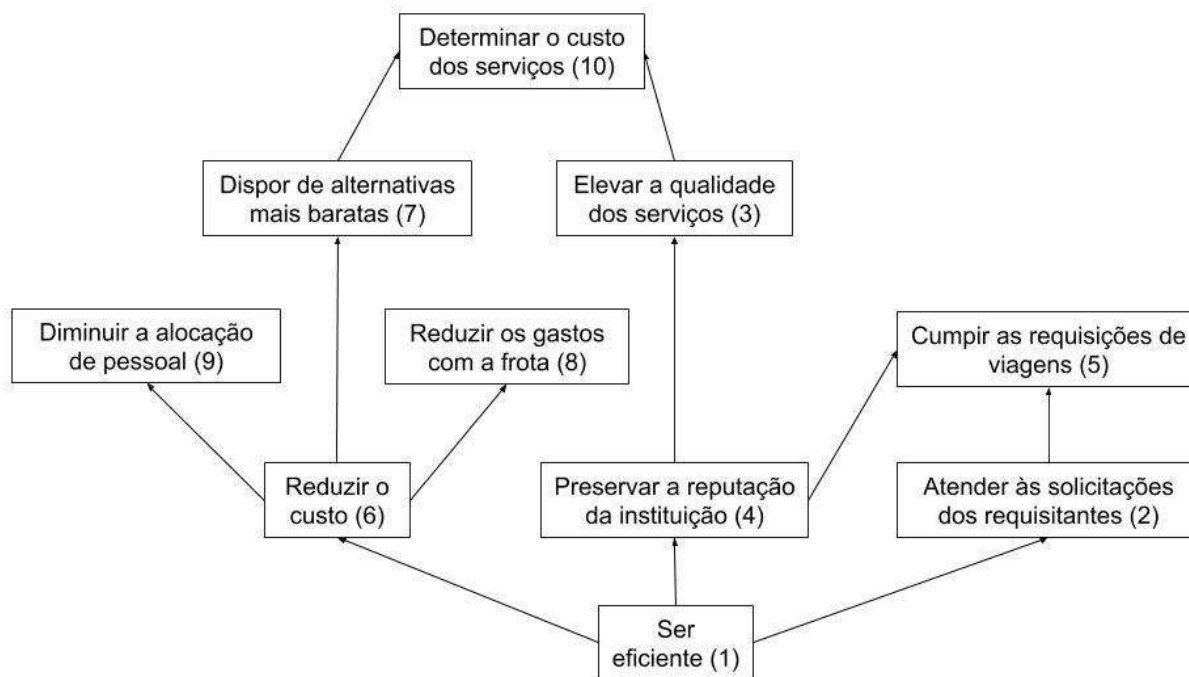 Determinar o custo
dos serviços (10)
Dispor de alternativas
mais baratas (7)
Elevar a qualidade
dos serviços (3)
Diminuir a alocação
de pessoal (9)
Reduzir os gastos
com a frota (8)
Cumpir as requisições de
viagens (5)
Reduzir o
custo (6)
Preservar a reputação
da instituição (4)
Atender às solicitações
dos requisitantes (2)
Ser
eficiente (1)